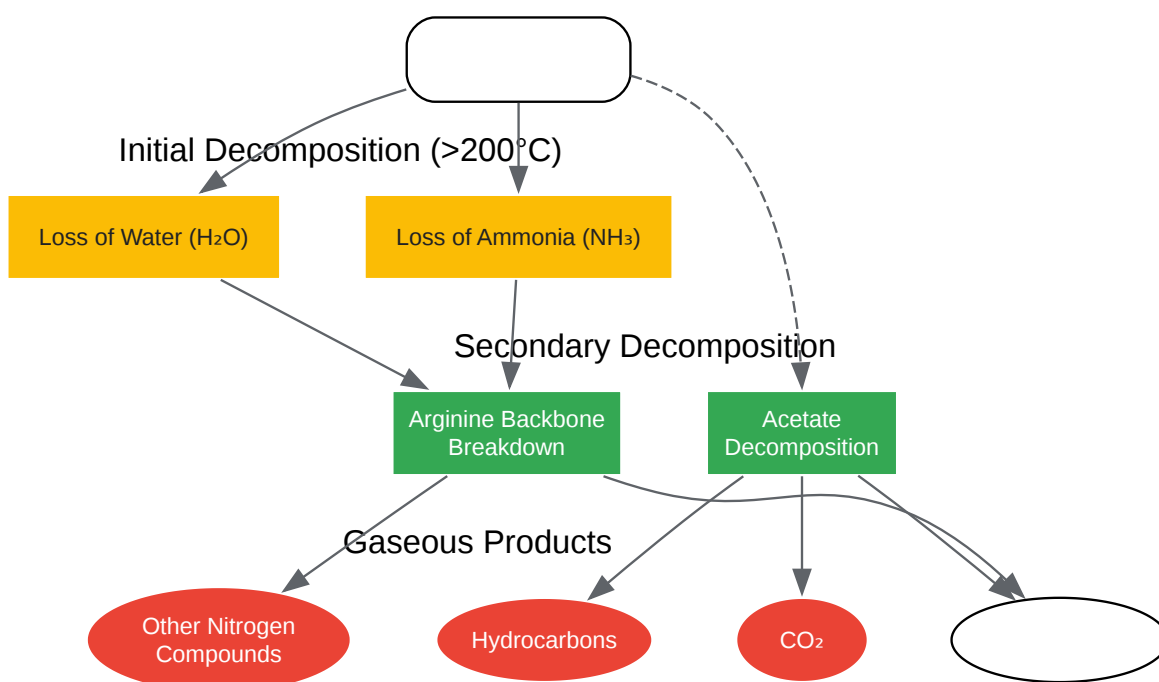 Initial Decomposition (>200°C)
Loss of Water (H₂O)
Loss of Ammonia (NH₃)
Secondary Decomposition
Arginine Backbone
Breakdown
Acetate
Decomposition
Gaseous Products
Other Nitrogen
Compounds
Hydrocarbons
CO₂